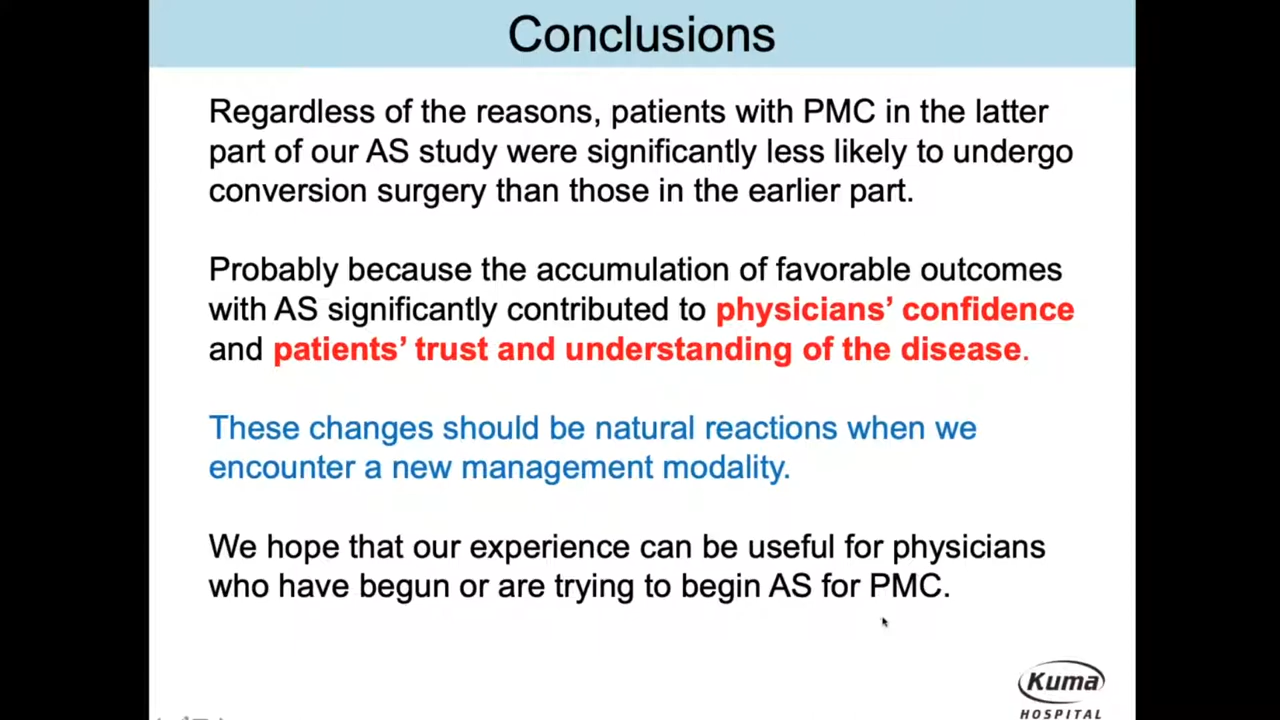 Conclusions
Regardless of the reasons, patients with PMC in the latter
part of our AS study were significantly less likely to undergo
conversion surgery than those in the earlier part.
Probably because the accumulation of favorable outcomes
with AS significantly contributed to physicians’ confidence
and patients’ trust and understanding of the disease.
These changes should be natural reactions when we
encounter a new management modality.
We hope that our experience can be useful for physicians
who have begun or are trying to begin AS for PMC.
Kuma
HOSPITAL